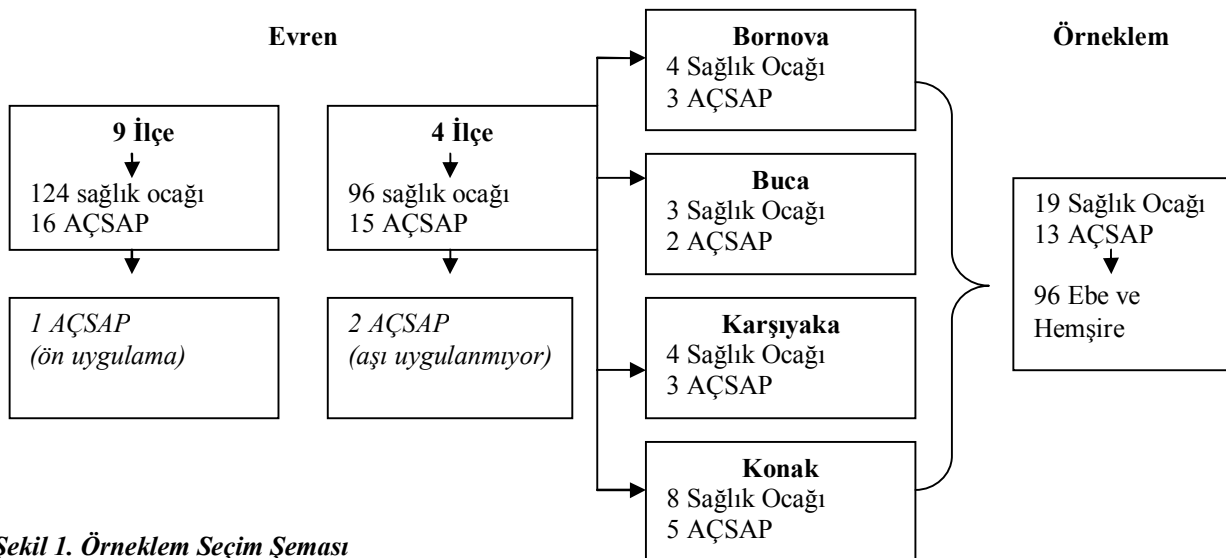 Evren
9 İlçe
124 sağlık ocağı
16 AÇSAP
1 AÇSAP
(ön uygulama)
4 İlçe
96 sağlık ocağı
15 AÇSAP
2 AÇSAP
(aşı uygulanmıyor)
Bornova
4 Sağlık Ocağı
3 AÇSAP
Buca
3 Sağlık Ocağı
2 AÇSAP
Karşıyaka
4 Sağlık Ocağı
3 AÇSAP
Konak
8 Sağlık Ocağı
5 AÇSAP
Örneklem
19 Sağlık Ocağı
13 AÇSAP
96 Ebe ve
Hemşire
Şekil 1. Örneklem Seçim Şeması